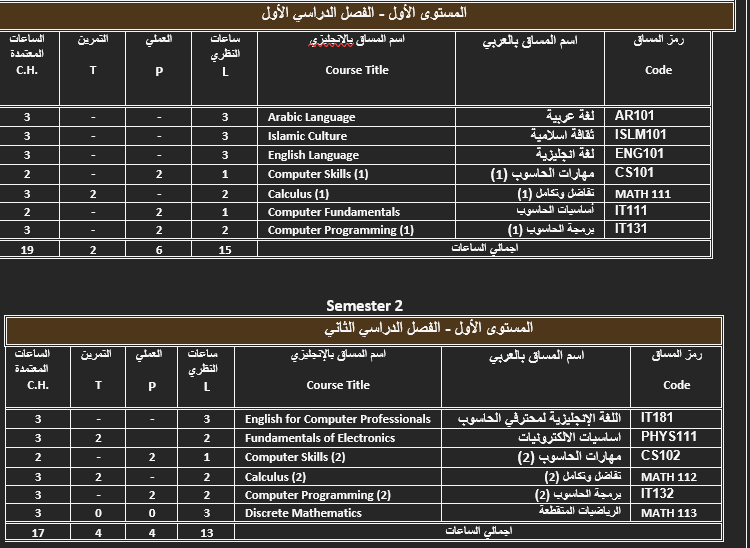 المستوى الأول - الفصل الدراسي الأول
رمز المساق Code | اسم المساق بالعربي | اسم المساق بالإنجليزي Course Title | ساعات النظري L | العملي P | التمرين T | الساعات المعتمدة C.H.
AR101 | لغة عربية | Arabic Language | 3 | - | - | 3
ISLM101 | ثقافة اسلامية | Islamic Culture | 3 | - | - | 3
ENG101 | لغة انجليزية | English Language | 3 | - | - | 3
CS101 | مهارات الحاسوب (1) | Computer Skills (1) | 1 | 2 | - | 2
MATH 111 | تفاضل وتكامل (1) | Calculus (1) | 2 | - | 2 | 3
IT111 | أساسيات الحاسوب | Computer Fundamentals | 1 | 2 | - | 2
IT131 | برمجة الحاسوب (1) | Computer Programming (1) | 2 | 2 | - | 3
اجمالي الساعات | 15 | 6 | 2 | 19
Semester 2
المستوى الأول - الفصل الدراسي الثاني
رمز المساق Code | اسم المساق بالعربي | اسم المساق بالإنجليزي Course Title | ساعات النظري L | العملي P | التمرين T | الساعات المعتمدة C.H.
IT181 | اللغة الإنجليزية لمحترفي الحاسوب | English for Computer Professionals | 3 | - | - | 3
PHYS111 | اساسيات الالكترونيات | Fundamentals of Electronics | 2 | | 2 | 3
CS102 | مهارات الحاسوب (2) | Computer Skills (2) | 1 | 2 | - | 2
MATH 112 | تفاضل وتكامل (2) | Calculus (2) | 2 | - | 2 | 3
IT132 | برمجة الحاسوب (2) | Computer Programming (2) | 2 | 2 | - | 3
MATH 113 | الرياضيات المتقطعة | Discrete Mathematics | 3 | 0 | 0 | 3
اجمالي الساعات | 13 | 4 | 4 | 17